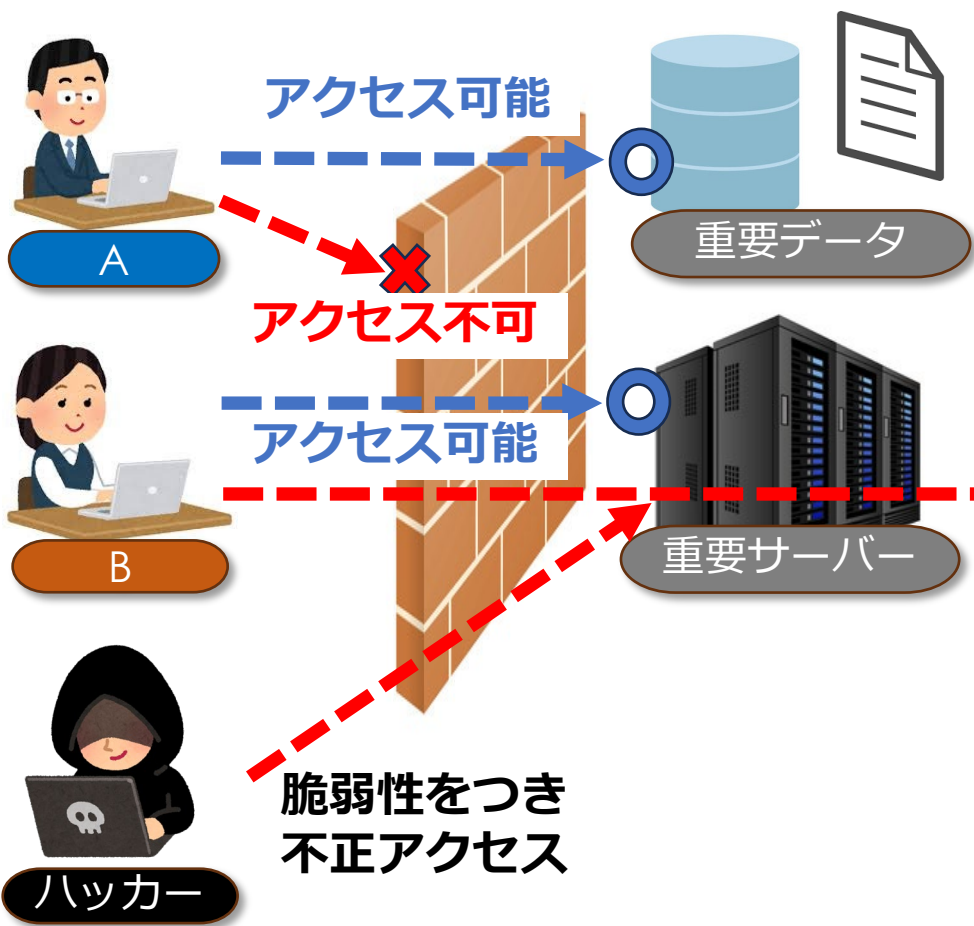 アクセス可能
重要データ
A
アクセス不可
アクセス可能
B
重要サーバー
脆弱性をつき
不正アクセス
ハッカー